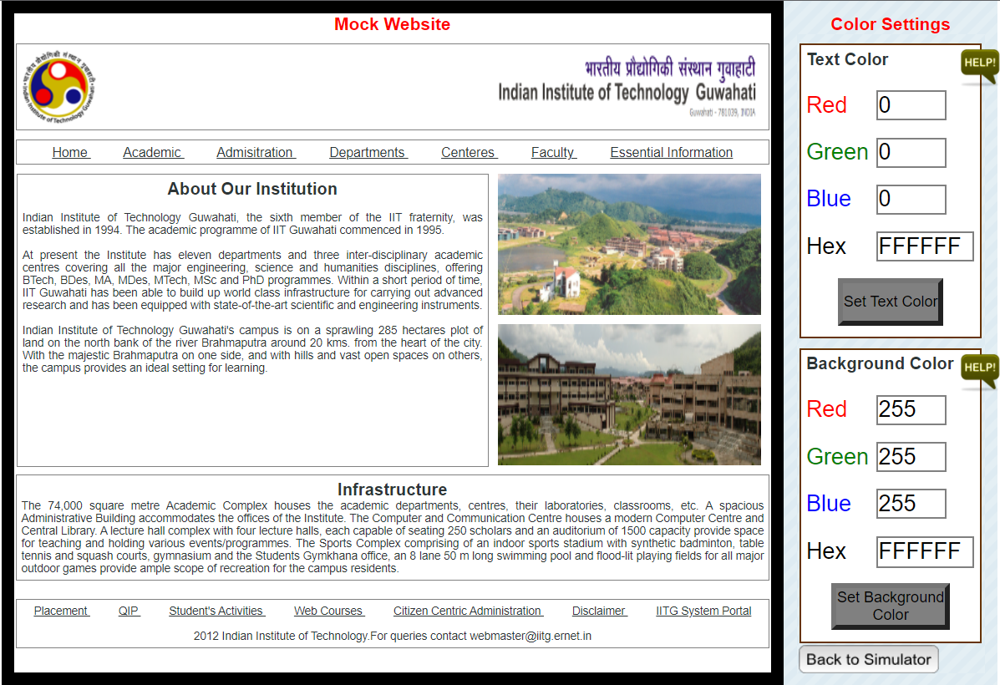 Mock Website
भारतीय प्रौद्योगिकी संस्थान गुवाहाटी
Indian Institute of Technology Guwahati
Guwahati - 781039, INDIA
भारतीय प्रौद्योगिकी संस्थान गुवाहाटी
Indian Institute of Technology Guwahati
Home Academic Admisitration Departments Centeres Faculty Essential Information
About Our Institution
Indian Institute of Technology Guwahati, the sixth member of the IIT fraternity, was
established in 1994. The academic programme of IIT Guwahati commenced in 1995.
At present the Institute has eleven departments and three inter-disciplinary academic
centres covering all the major engineering, science and humanities disciplines, offering
BTech, BDes, MA, MDes, MTech, MSc and PhD programmes. Within a short period of time,
IIT Guwahati has been able to build up world class infrastructure for carrying out advanced
research and has been equipped with state-of-the-art scientific and engineering instruments.
Indian Institute of Technology Guwahati's campus is on a sprawling 285 hectares plot of
land on the north bank of the river Brahmaputra around 20 kms. from the heart of the city.
With the majestic Brahmaputra on one side, and with hills and vast open spaces on others,
the campus provides an ideal setting for learning.
Infrastructure
The 74,000 square metre Academic Complex houses the academic departments, centres, their laboratories, classrooms, etc. A spacious
Administrative Building accommodates the offices of the Institute. The Computer and Communication Centre houses a modern Computer Centre and
Central Library. A lecture hall complex with four lecture halls, each capable of seating 250 scholars and an auditorium of 1500 capacity provide space
for teaching and holding various events/programmes. The Sports Complex comprising of an indoor sports stadium with synthetic badminton, table
tennis and squash courts, gymnasium and the Students Gymkhana office, an 8 lane 50 m long swimming pool and flood-lit playing fields for all major
outdoor games provide ample scope of recreation for the campus residents.
Placement QIP Student's Activities Web Courses Citizen Centric Administration Disclaimer IITG System Portal
2012 Indian Institute of Technology.For queries contact webmaster@iitg.ernet.in
Color Settings
Text Color
HELP!
Red 0
Green 0
Blue 0
Hex FFFFFF
Set Text Color
Background Color
HELP!
Red 255
Green 255
Blue 255
Hex FFFFFF
Set Background
Color
Back to Simulator